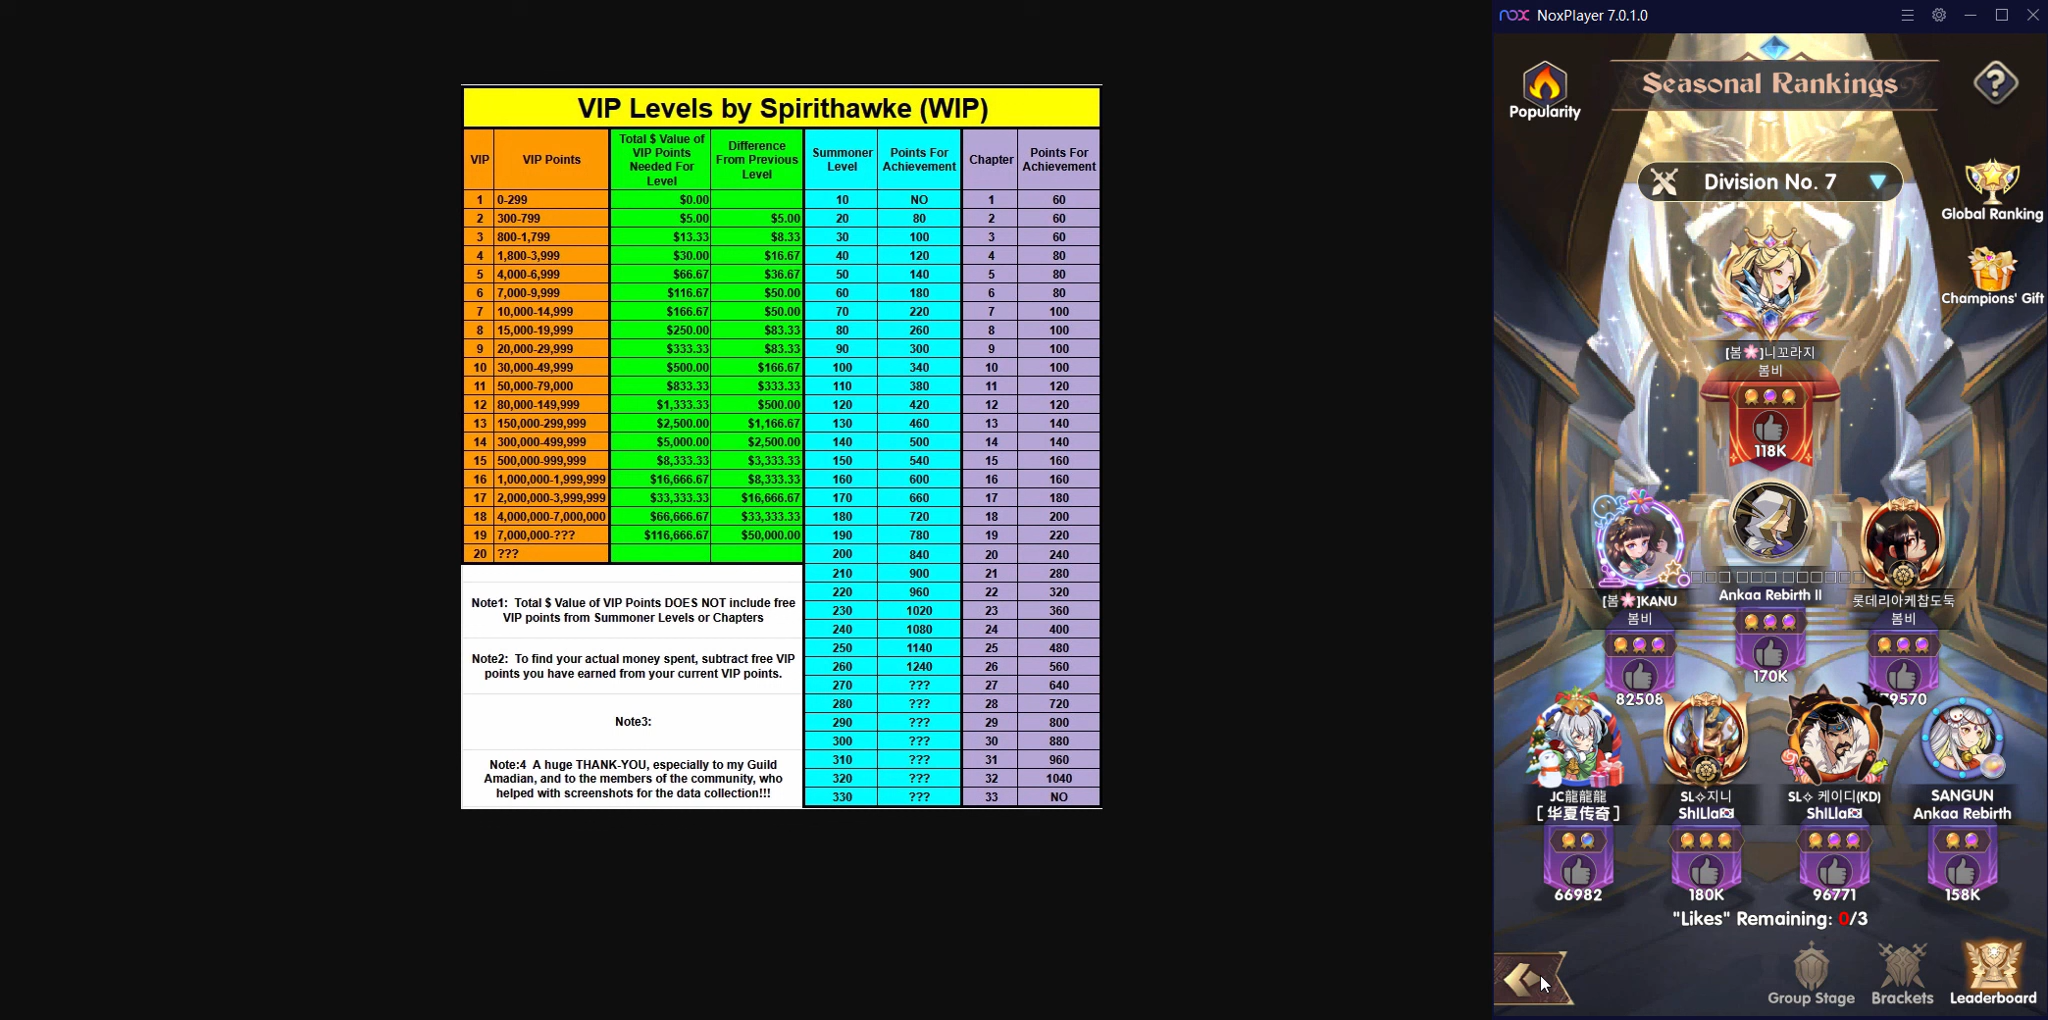 VIP Levels by Spirithawke (WIP)
VIP VIP Points Total $ Value of VIP Points Needed For Level Difference From Previous Level Summoner Level Points For Achievement Chapter Points For Achievement
1 0-299 $0.00 10 NO 1 60
2 300-799 $5.00 $5.00 20 80 2 60
3 800-1,799 $13.33 $8.33 30 100 3 60
4 1,800-3,999 $30.00 $16.67 40 120 4 80
5 4,000-6,999 $66.67 $36.67 50 140 5 80
6 7,000-9,999 $116.67 $50.00 60 180 6 80
7 10,000-14,999 $166.67 $50.00 70 220 7 100
8 15,000-19,999 $250.00 $83.33 80 260 8 100
9 20,000-29,999 $333.33 $83.33 90 300 9 100
10 30,000-49,999 $500.00 $166.67 100 340 10 100
11 50,000-79,000 $833.33 $333.33 110 380 11 120
12 80,000-149,999 $1,333.33 $500.00 120 420 12 120
13 150,000-299,999 $2,500.00 $1,166.67 130 460 13 140
14 300,000-499,999 $5,000.00 $2,500.00 140 500 14 140
15 500,000-999,999 $8,333.33 $3,333.33 150 540 15 160
16 1,000,000-1,999,999 $16,666.67 $8,333.33 160 600 16 160
17 2,000,000-3,999,999 $33,333.33 $16,666.67 170 660 17 180
18 4,000,000-7,000,000 $66,666.67 $33,333.33 180 720 18 200
19 7,000,000-??? $116,666.67 $50,000.00 190 780 19 220
20 ??? 200 840 20 240
210 900 21 280
220 960 22 320
230 1020 23 360
240 1080 24 400
250 1140 25 480
260 1240 26 560
270 ??? 27 640
280 ??? 28 720
290 ??? 29 800
300 ??? 30 880
310 ??? 31 960
320 ??? 32 1040
330 ??? 33 NO
Note1: Total $ Value of VIP Points DOES NOT include free
VIP points from Summoner Levels or Chapters
Note2: To find your actual money spent, subtract free VIP
points you have earned from your current VIP points.
Note3:
Note:4 A huge THANK-YOU, especially to my Guild
Amadian, and to the members of the community, who
helped with screenshots for the data collection!!!
nox NoxPlayer 7.0.1.0
Seasonal Rankings
Popularity
?
Division No. 7
Global Ranking
Champions' Gift
[봄🌸]니꼬라지
봄비
118K
[봄🌸]KANU
봄비
82508
Ankaa Rebirth II
170K
롯데리아케찹도둑
봄비
9570
JC龍龍龍
[华夏传奇]
66982
SL✧지니
ShILla🇰🇷
180K
SL✧ 케이디(KD)
ShILla🇰🇷
96771
SANGUN
Ankaa Rebirth
158K
"Likes" Remaining: 0/3
Group Stage
Brackets
Leaderboard